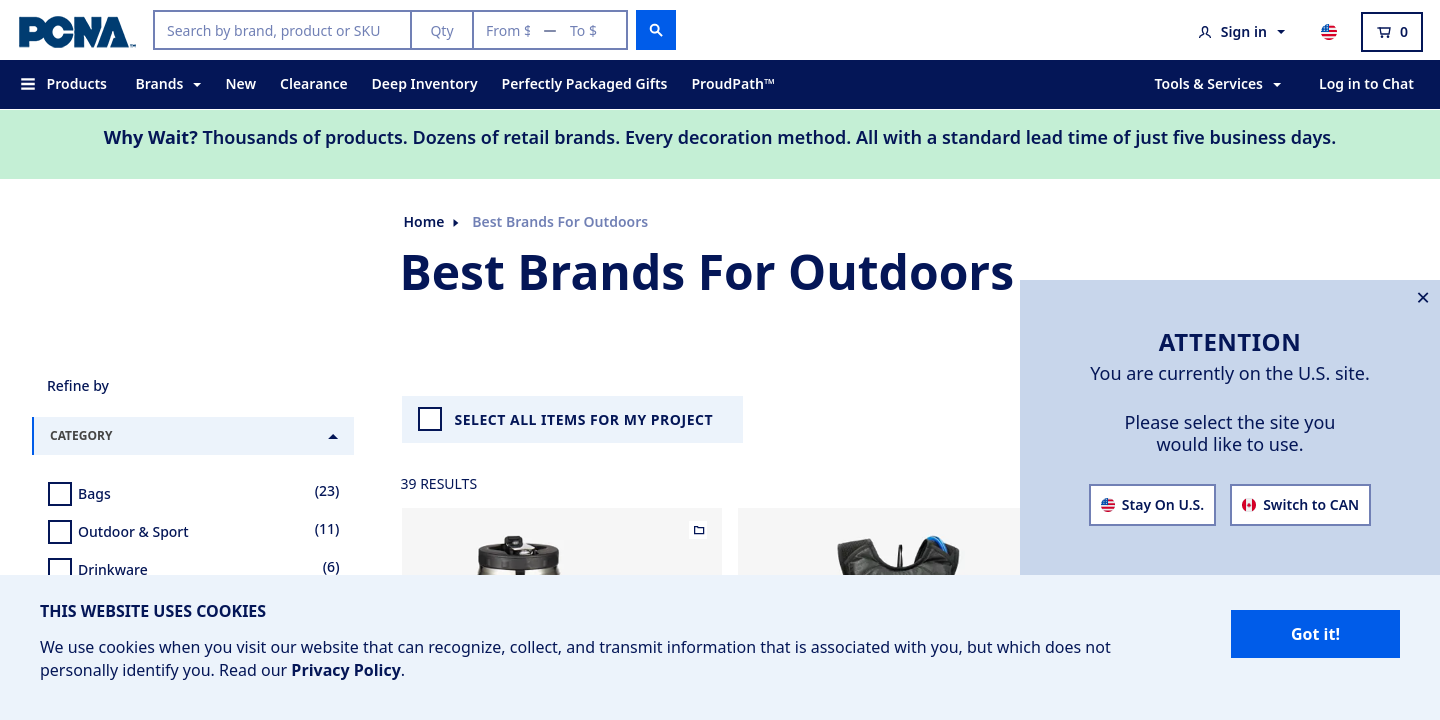 PCNA™
Search by brand, product or SKU
Qty
From $ — To $
Sign in
0
Products
Brands
New
Clearance
Deep Inventory
Perfectly Packaged Gifts
ProudPath™
Tools & Services
Log in to Chat
Why Wait? Thousands of products. Dozens of retail brands. Every decoration method. All with a standard lead time of just five business days.
Home
Best Brands For Outdoors
Best Brands For Outdoors
ATTENTION
You are currently on the U.S. site.
Please select the site you
would like to use.
Stay On U.S.
Switch to CAN
Refine by
CATEGORY
Bags (23)
Outdoor & Sport (11)
Drinkware (6)
SELECT ALL ITEMS FOR MY PROJECT
39 RESULTS
THIS WEBSITE USES COOKIES
We use cookies when you visit our website that can recognize, collect, and transmit information that is associated with you, but which does not
personally identify you. Read our Privacy Policy.
Got it!